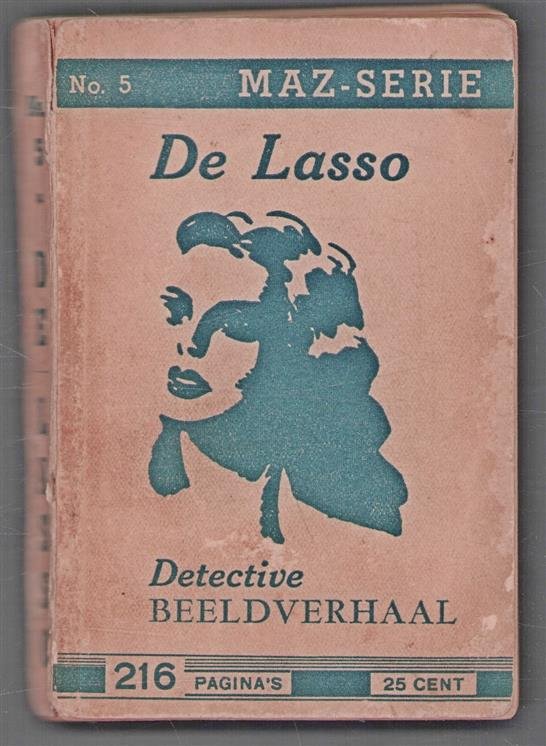 No. 5 MAZ-SERIE
De Lasso
Detective
BEELDVERHAAL
216 PAGINA'S 25 CENT